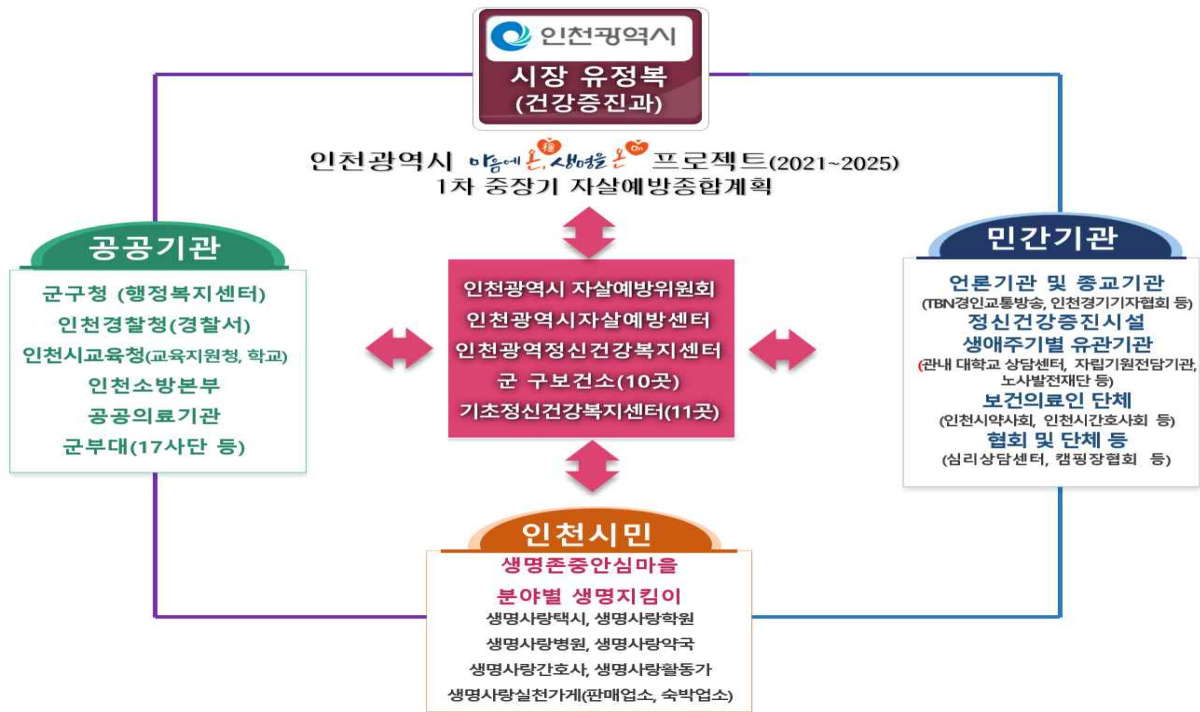 인천광역시
시장 유정복
(건강증진과)
인천광역시 마음에 온, 생명을 온 On 프로젝트(2021~2025)
1차 중장기 자살예방종합계획
공공기관
군구청 (행정복지센터)
인천경찰청(경찰서)
인천시교육청(교육지원청, 학교)
인천소방본부
공공의료기관
군부대(17사단 등)
인천광역시 자살예방위원회
인천광역시자살예방센터
인천광역정신건강복지센터
군 구보건소(10곳)
기초정신건강복지센터(11곳)
민간기관
언론기관 및 종교기관
(TBN경인교통방송, 인천경기기자협회 등)
정신건강증진시설
생애주기별 유관기관
(관내 대학교 상담센터, 자립기원전담기관,
노사발전재단 등)
보건의료인 단체
(인천시약사회, 인천시간호사회 등)
협회 및 단체 등
(심리상담센터, 캠핑장협회 등)
인천시민
생명존중안심마을
분야별 생명지킴이
생명사랑택시, 생명사랑학원
생명사랑병원, 생명사랑약국
생명사랑간호사, 생명사랑활동가
생명사랑실천가게(판매업소, 숙박업소)